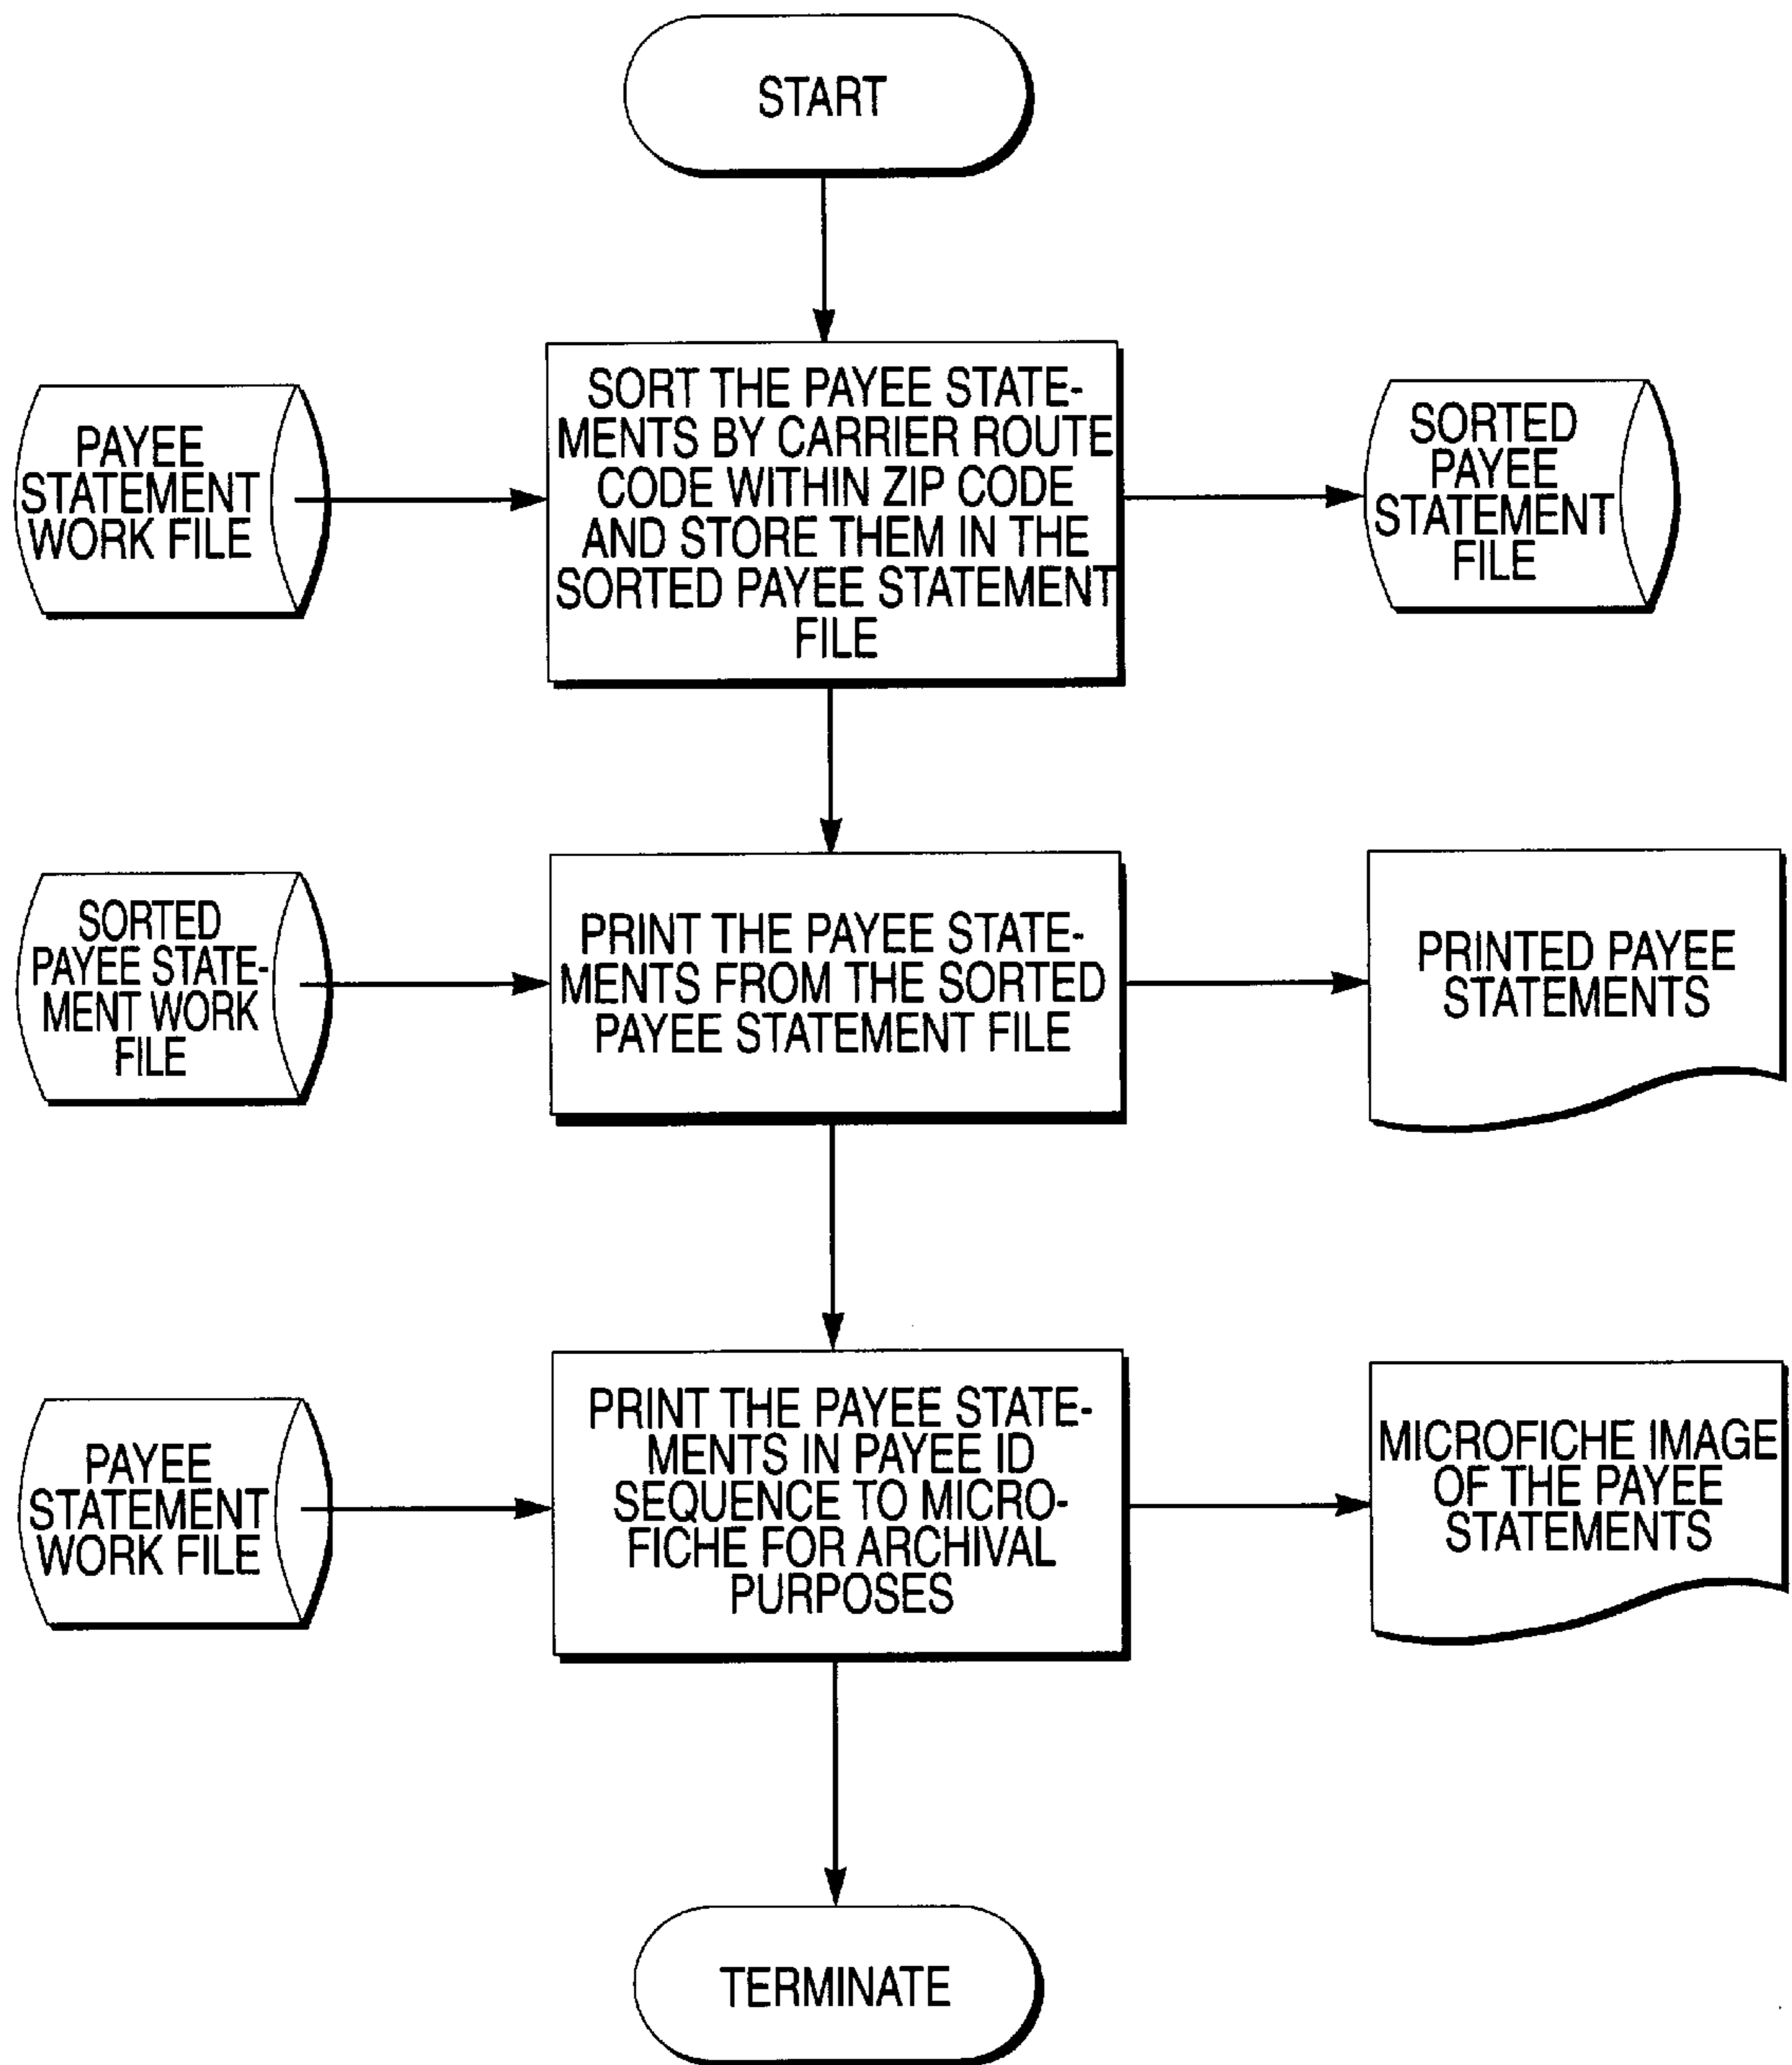 START
PAYEE
STATEMENT
WORK FILE
SORT THE PAYEE STATE-
MENTS BY CARRIER ROUTE
CODE WITHIN ZIP CODE
AND STORE THEM IN THE
SORTED PAYEE STATEMENT
FILE
SORTED
PAYEE
STATEMENT
FILE
SORTED
PAYEE STATE-
MENT WORK
FILE
PRINT THE PAYEE STATE-
MENTS FROM THE SORTED
PAYEE STATEMENT FILE
PRINTED PAYEE
STATEMENTS
PAYEE
STATEMENT
WORK FILE
PRINT THE PAYEE STATE-
MENTS IN PAYEE ID
SEQUENCE TO MICRO-
FICHE FOR ARCHIVAL
PURPOSES
MICROFICHE IMAGE
OF THE PAYEE
STATEMENTS
TERMINATE